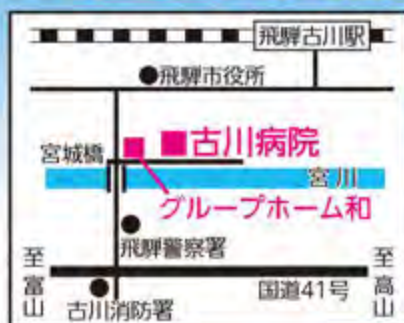 飛騨古川駅
飛騨市役所
宮城橋
古川病院
宮川
グループホーム和
飛騨警察署
至富山
至高山
国道41号
古川消防署